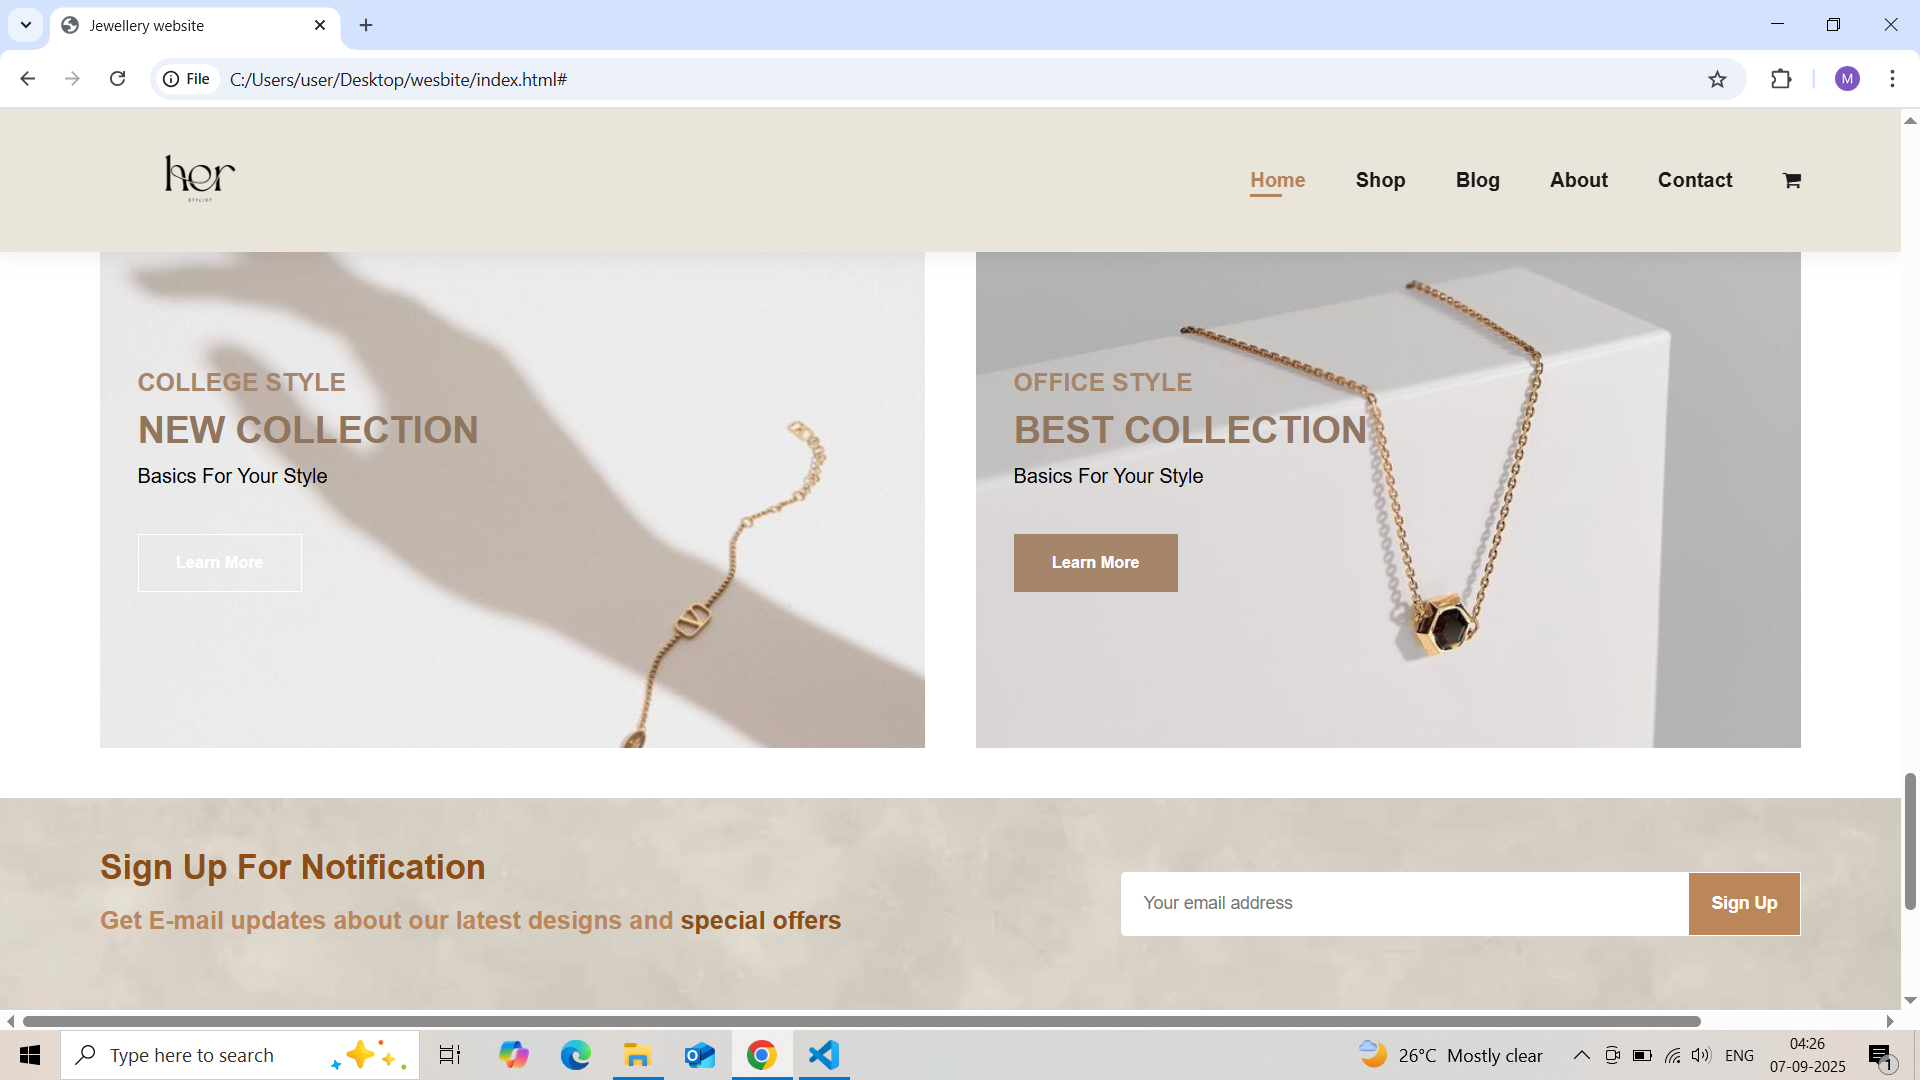 Jewellery website
File
C:/Users/user/Desktop/wesbite/index.html#
M
her
STYLIST
Home Shop Blog About Contact
COLLEGE STYLE
NEW COLLECTION
Basics For Your Style
Learn More
OFFICE STYLE
BEST COLLECTION
Basics For Your Style
Learn More
Sign Up For Notification
Get E-mail updates about our latest designs and special offers
Your email address
Sign Up
Type here to search
26°C Mostly clear
ENG
04:26
07-09-2025
1